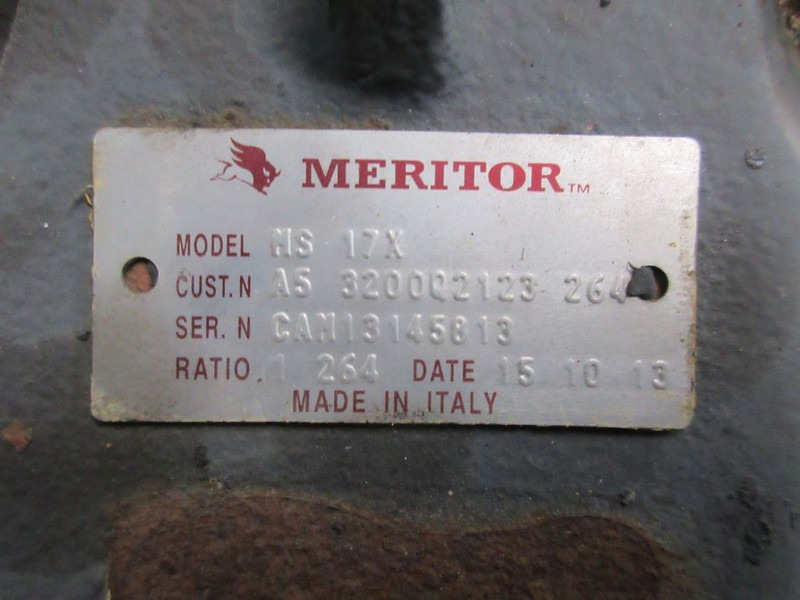 MERITOR™
MODEL MS 17X
CUST.N A5 3200Q2123 264
SER. N CAM13145813
RATIO 1 264 DATE 15 10 13
MADE IN ITALY